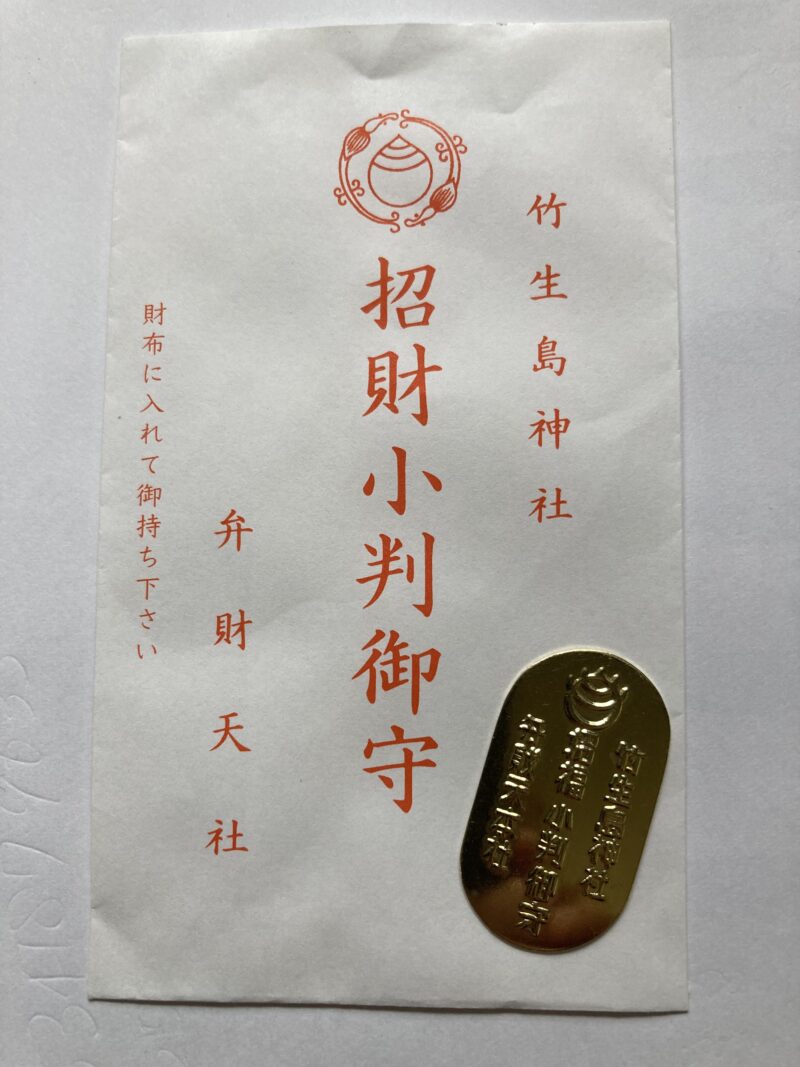 竹生島神社
招財小判御守
弁財天社
財布に入れて御持ち下さい
竹生島神社
招福小判御守
弁財天本社